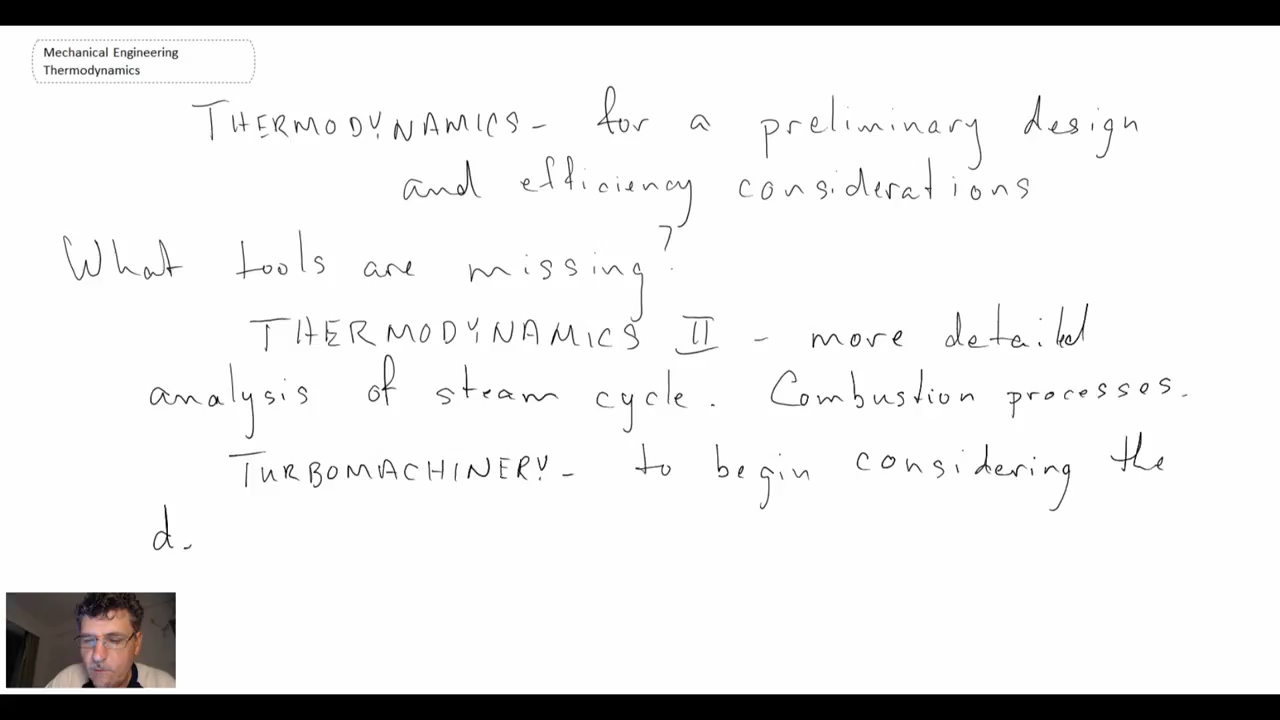 Mechanical Engineering
Thermodynamics
THERMODYNAMICS - for a preliminary design
and efficiency considerations
What tools are missing?
THERMODYNAMICS II - more detailed
analysis of steam cycle. Combustion processes.
TURBOMACHINERY - to begin considering the
d